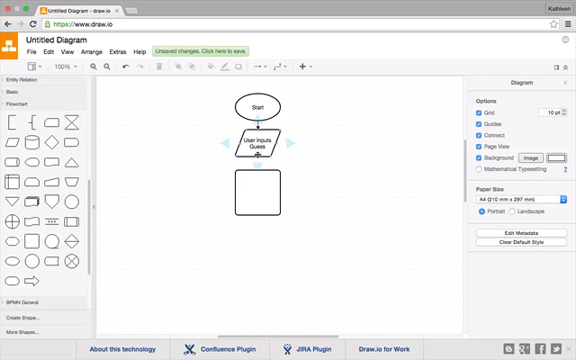 Untitled Diagram - draw.io
Kathleen
https://www.draw.io
Untitled Diagram
File Edit View Arrange Extras Help Unsaved changes. Click here to save.
100%
Entity Relation
Basic
Flowchart
BPMN General
Create Shape...
More Shapes...
Start
User Inputs
Guess
Diagram
Options
Grid 10 pt
Guides
Connect
Page View
Background Image
Mathematical Typesetting ?
Paper Size
A4 (210 mm x 297 mm)
Portrait Landscape
Edit Metadata
Clear Default Style
About this technology Confluence Plugin JIRA Plugin Draw.io for Work